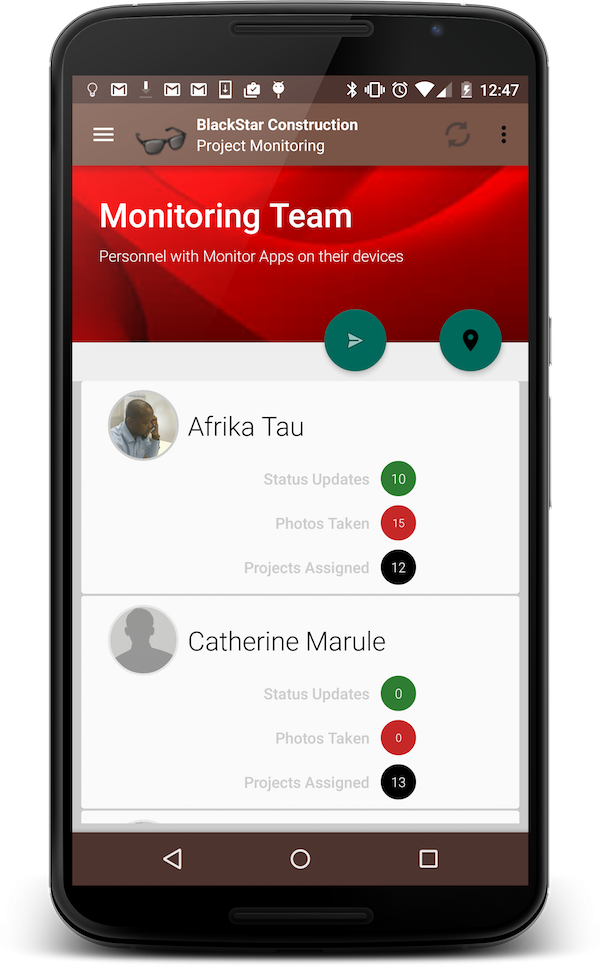 12:47
BlackStar Construction
Project Monitoring
Monitoring Team
Personnel with Monitor Apps on their devices
Afrika Tau
Status Updates 10
Photos Taken 15
Projects Assigned 12
Catherine Marule
Status Updates 0
Photos Taken 0
Projects Assigned 13